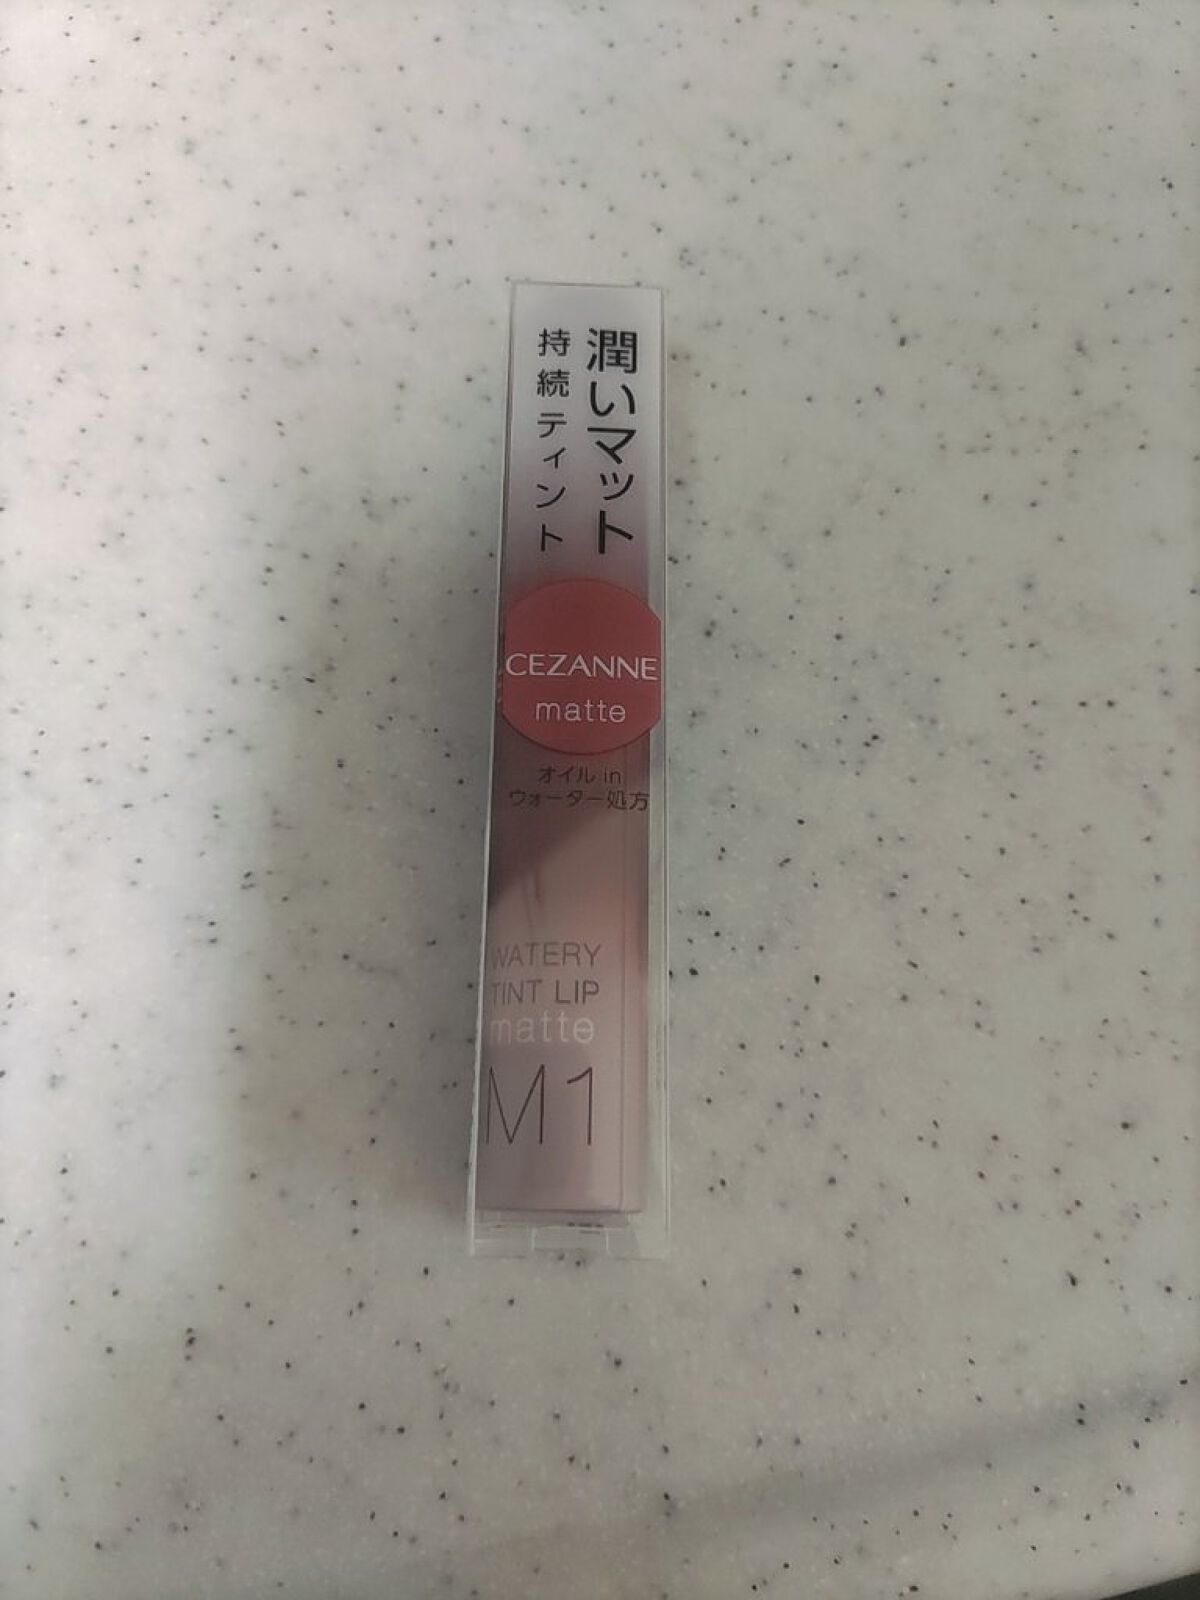 潤いマット
持続ティント
CEZANNE
matte
オイル in
ウォーター処方
WATERY
TINT LIP
matte
M1